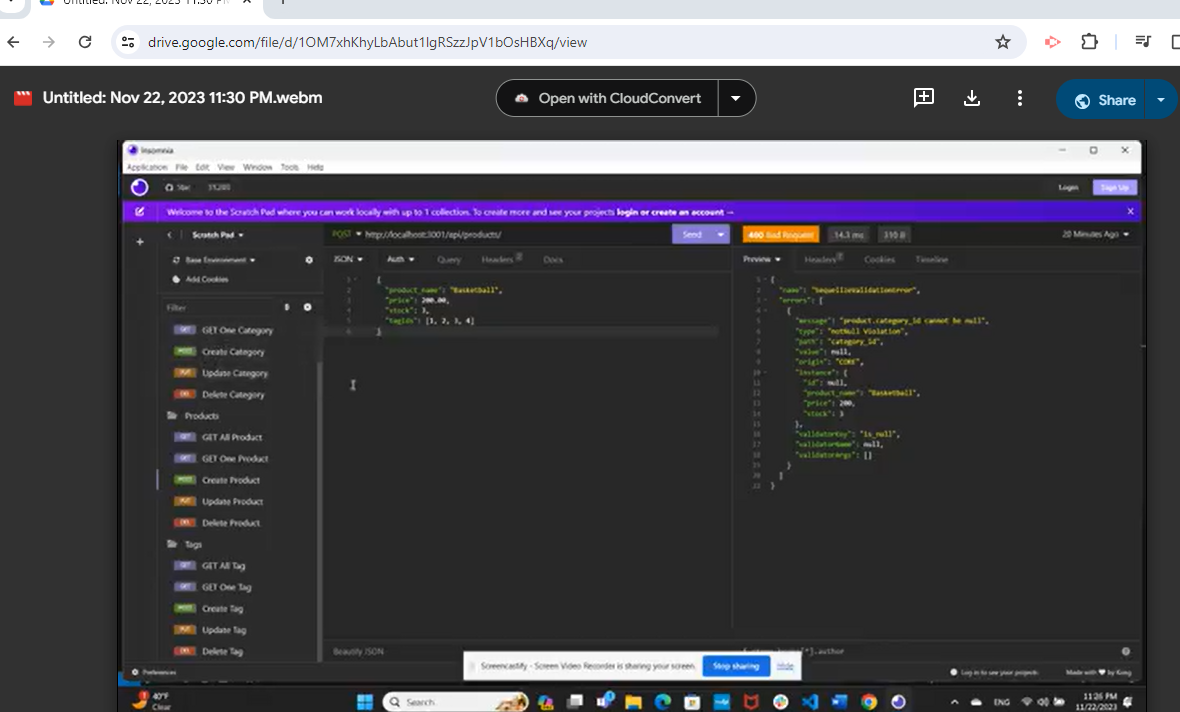 Untitled: Nov 22, 2023 11:30 PM
drive.google.com/file/d/1OM7xhKhyLbAbut1IgRSzzJpV1bOsHBXq/view
Untitled: Nov 22, 2023 11:30 PM.webm
Open with CloudConvert
Share
Insomnia
Application File Edit View Window Tools Help
Login Sign Up
Welcome to the Scratch Pad where you can work locally with up to 1 collection. To create more and see your projects login or create an account →
Scratch Pad
POST http://localhost:3001/api/products/
Send
400 Bad Request
14.3 ms
310 B
20 Minutes Ago
Base Environment
JSON Auth Query Headers Docs
Preview Headers Cookies Timeline
Add Cookies
Filter
GET GET One Category
POST Create Category
PUT Update Category
DEL Delete Category
Products
GET GET All Product
GET GET One Product
POST Create Product
PUT Update Product
DEL Delete Product
Tags
GET GET All Tag
GET GET One Tag
POST Create Tag
PUT Update Tag
DEL Delete Tag
1 {
2 "product_name": "Basketball",
3 "price": 200.00,
4 "stock": 3,
5 "tagIds": [1, 2, 3, 4]
6 }
1 {
2 "name": "SequelizeValidationError",
3 "errors": [
4 {
5 "message": "product.category_id cannot be null",
6 "type": "notNull Violation",
7 "path": "category_id",
8 "value": null,
9 "origin": "CORE",
10 "instance": {
11 "id": null,
12 "product_name": "Basketball",
13 "price": 200,
14 "stock": 3
15 },
16 "validatorKey": "is_null",
17 "validatorName": null,
18 "validatorArgs": []
19 }
20 ]
21 }
Beautify JSON
[*].author
Screencastify - Screen Video Recorder is sharing your screen.
Stop sharing
Hide
Preferences
Log in to see your projects
Made with ♥ by Kong
40°F
Clear
Search
ENG
11:26 PM
11/22/2023